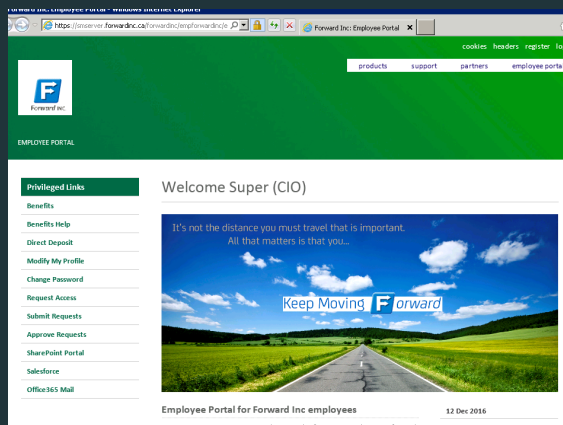 Forward Inc. Employee Portal - Windows Internet Explorer
https://smserver.forwardinc.ca/forwardinc/empforwardinc/e
Forward Inc: Employee Portal
cookies headers register lo
products support partners employee porta
Forward Inc.
EMPLOYEE PORTAL
Privileged Links
Benefits
Benefits Help
Direct Deposit
Modify My Profile
Change Password
Request Access
Submit Requests
Approve Requests
SharePoint Portal
Salesforce
Office365 Mail
Welcome Super (CIO)
It's not the distance you must travel that is important.
All that matters is that you...
Keep Moving Forward
Employee Portal for Forward Inc employees
12 Dec 2016